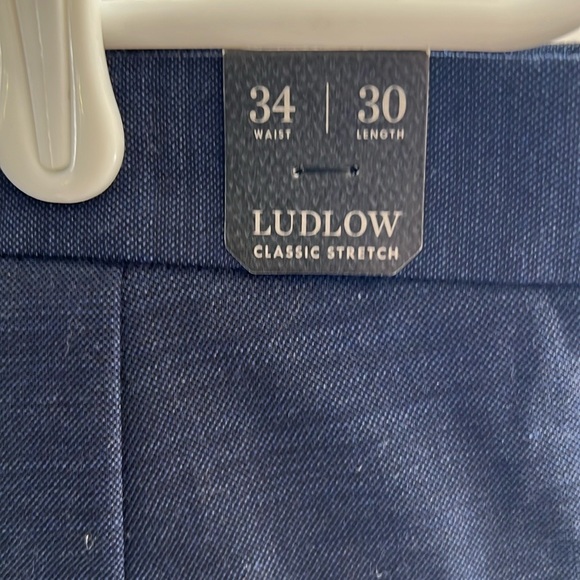 34 | 30
WAIST LENGTH
LUDLOW
CLASSIC STRETCH